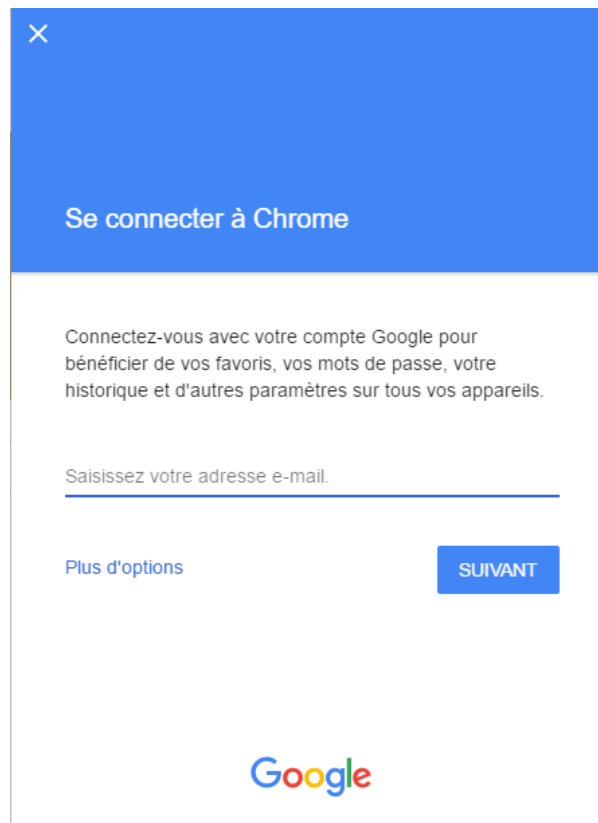 Se connecter à Chrome
Connectez-vous avec votre compte Google pour
bénéficier de vos favoris, vos mots de passe, votre
historique et d'autres paramètres sur tous vos appareils.
Saisissez votre adresse e-mail.
Plus d'options
SUIVANT
Google